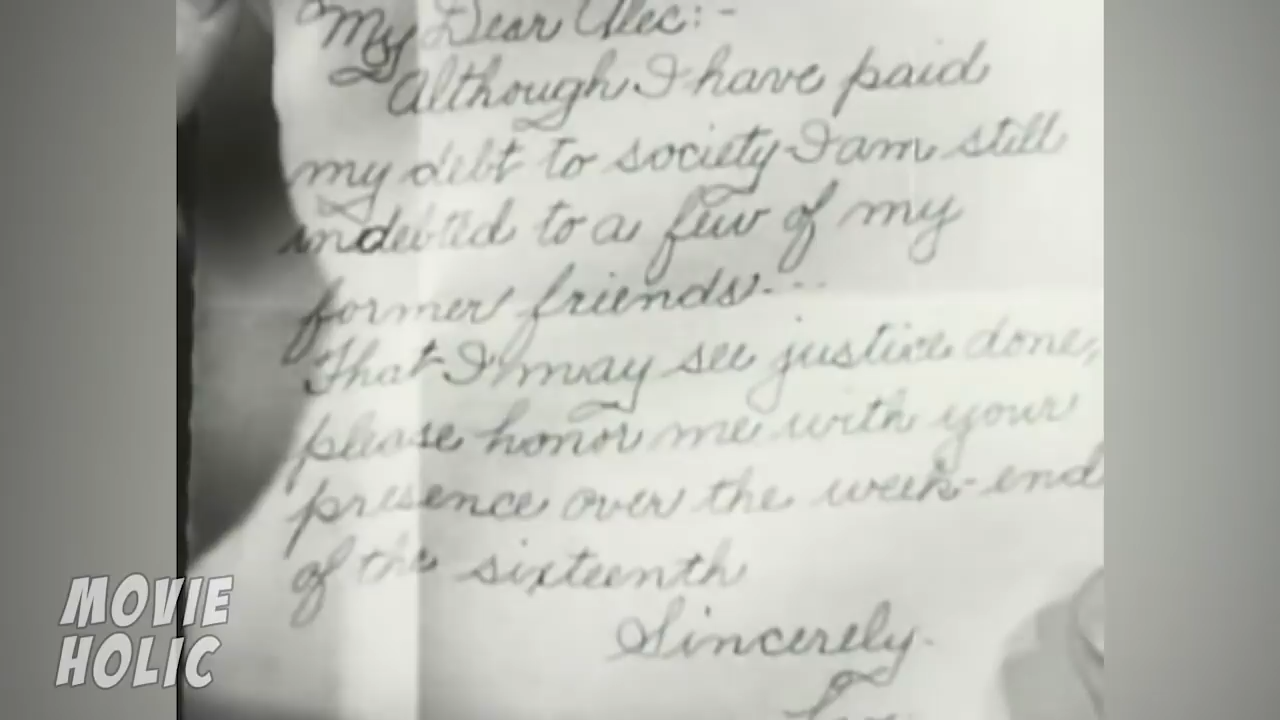 My Dear Alec:-
Although I have paid
my debt to society I am still
indebted to a few of my
former friends....
That I may see justice done,
please honor me with your
presence over the week-end
of the sixteenth
Sincerely.
MOVIE
HOLIC